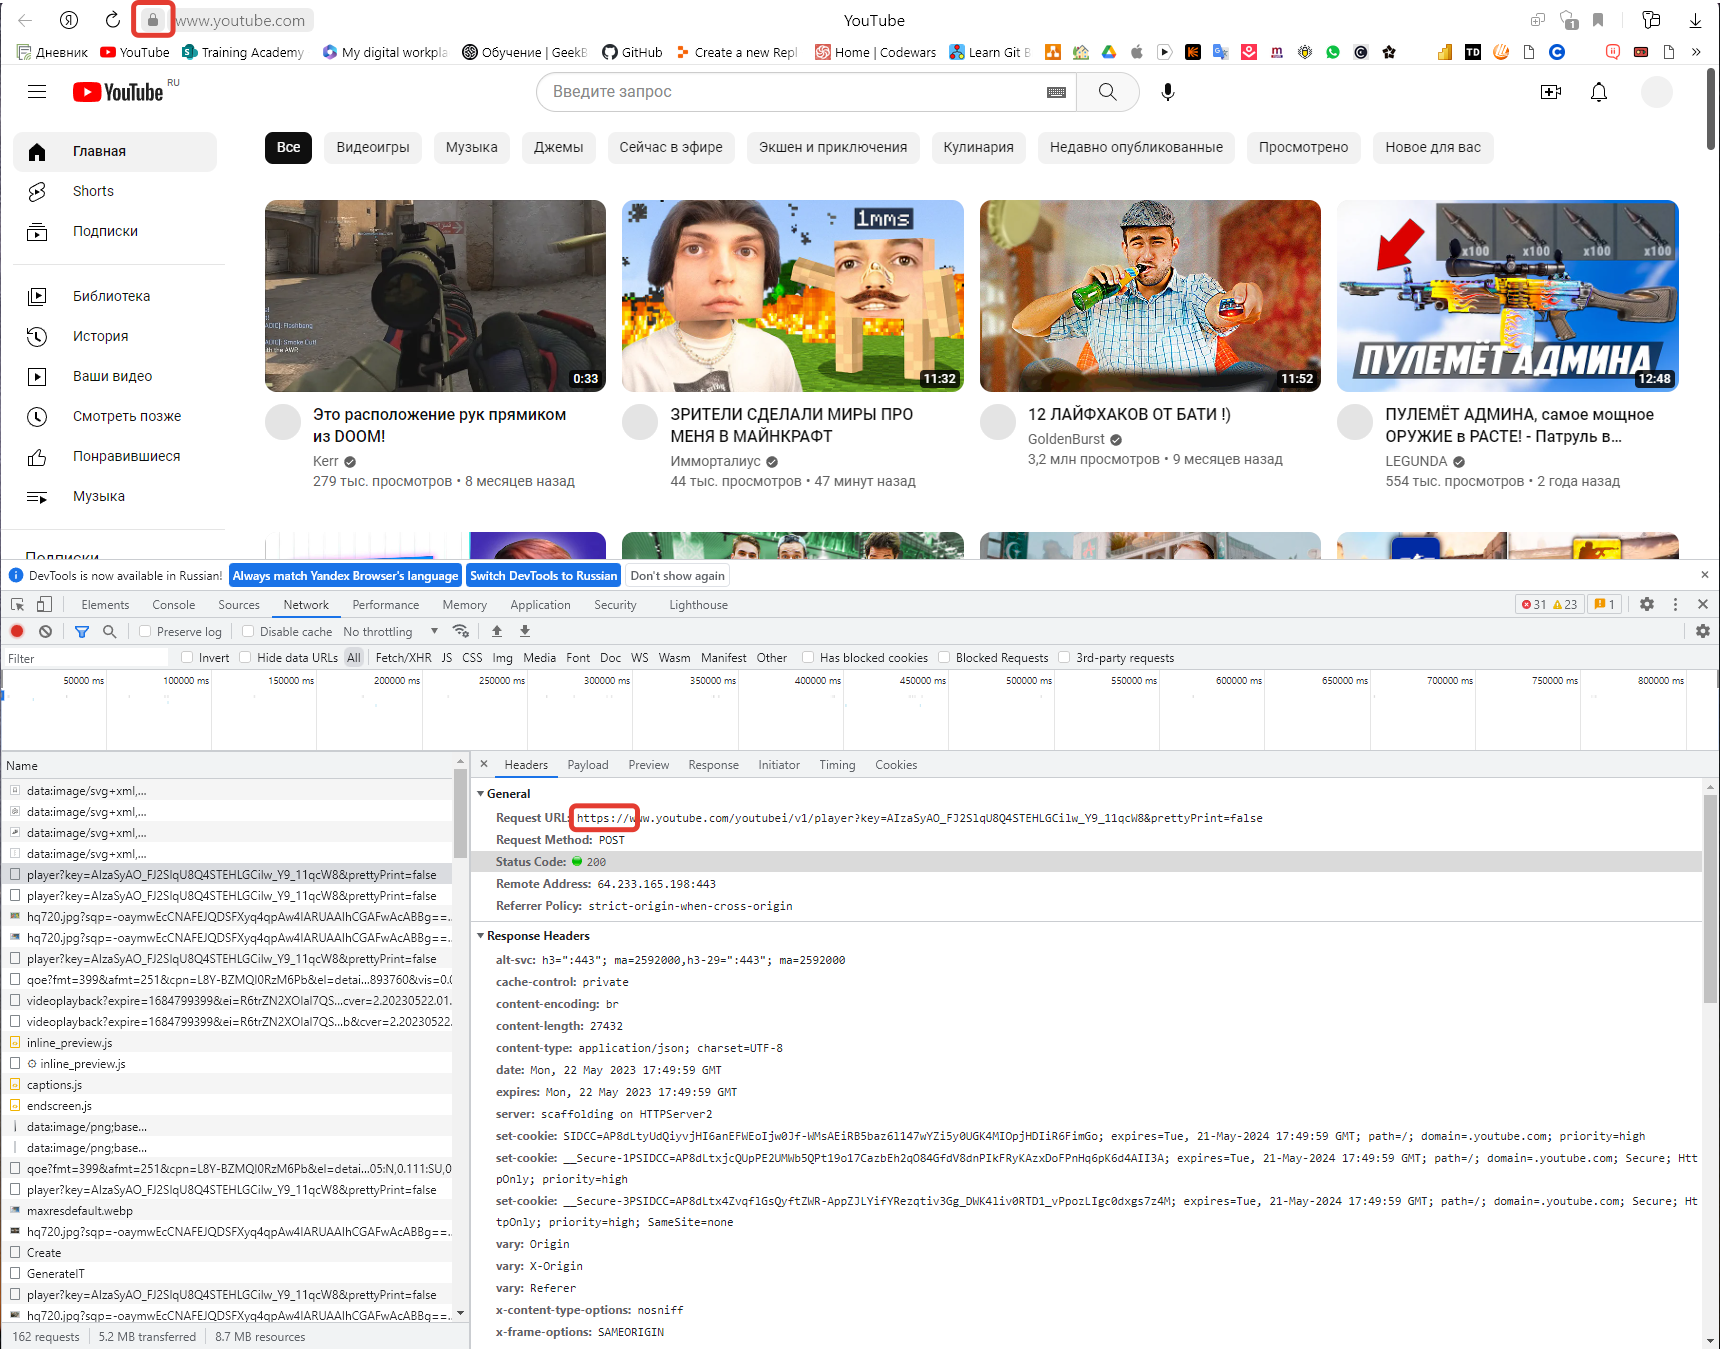 www.youtube.com
YouTube
1
Дневник
YouTube
Training Academy
My digital workpla
Обучение | GeekB
GitHub
Create a new Repl
Home | Codewars
Learn Git B
TD
YouTube RU
Введите запрос
Главная
Shorts
Подписки
Библиотека
История
Ваши видео
Смотреть позже
Понравившиеся
Музыка
Подписки
Все
Видеоигры
Музыка
Джемы
Сейчас в эфире
Экшен и приключения
Кулинария
Недавно опубликованные
Просмотрено
Новое для вас
0:33
Это расположение рук прямиком
из DOOM!
Kerr
279 тыс. просмотров • 8 месяцев назад
1mms
11:32
ЗРИТЕЛИ СДЕЛАЛИ МИРЫ ПРО
МЕНЯ В МАЙНКРАФТ
Имморталиус
44 тыс. просмотров • 47 минут назад
11:52
12 ЛАЙФХАКОВ ОТ БАТИ !)
GoldenBurst
3,2 млн просмотров • 9 месяцев назад
x100 x100 x100 x100
ПУЛЕМЁТ АДМИНА
12:48
ПУЛЕМЁТ АДМИНА, самое мощное
ОРУЖИЕ в РАСТЕ! - Патруль в...
LEGUNDA
554 тыс. просмотров • 2 года назад
DevTools is now available in Russian!
Always match Yandex Browser's language
Switch DevTools to Russian
Don't show again
Elements
Console
Sources
Network
Performance
Memory
Application
Security
Lighthouse
31 23
1
Preserve log
Disable cache
No throttling
Filter
Invert
Hide data URLs
All
Fetch/XHR
JS
CSS
Img
Media
Font
Doc
WS
Wasm
Manifest
Other
Has blocked cookies
Blocked Requests
3rd-party requests
50000 ms
100000 ms
150000 ms
200000 ms
250000 ms
300000 ms
350000 ms
400000 ms
450000 ms
500000 ms
550000 ms
600000 ms
650000 ms
700000 ms
750000 ms
800000 ms
Name
data:image/svg+xml,...
data:image/svg+xml,...
data:image/svg+xml,...
data:image/svg+xml,...
player?key=AIzaSyAO_FJ2SlqU8Q4STEHLGCilw_Y9_11qcW8&prettyPrint=false
player?key=AIzaSyAO_FJ2SlqU8Q4STEHLGCilw_Y9_11qcW8&prettyPrint=false
hq720.jpg?sqp=-oaymwEcCNAFEJQDSFXyq4qpAw4IARUAAIhCGAFwAcABBg==...
hq720.jpg?sqp=-oaymwEcCNAFEJQDSFXyq4qpAw4IARUAAIhCGAFwAcABBg==...
player?key=AIzaSyAO_FJ2SlqU8Q4STEHLGCilw_Y9_11qcW8&prettyPrint=false
qoe?fmt=399&afmt=251&cpn=L8Y-BZMQI0RzM6Pb&el=detai...893760&vis=0.0
videoplayback?expire=1684799399&ei=R6trZN2XOIal7QS...cver=2.20230522.01.
videoplayback?expire=1684799399&ei=R6trZN2XOIal7QS...b&cver=2.20230522.
inline_preview.js
inline_preview.js
captions.js
endscreen.js
data:image/png;base...
data:image/png;base...
qoe?fmt=399&afmt=251&cpn=L8Y-BZMQI0RzM6Pb&el=detai...05:N,0.111:SU,0
player?key=AIzaSyAO_FJ2SlqU8Q4STEHLGCilw_Y9_11qcW8&prettyPrint=false
maxresdefault.webp
hq720.jpg?sqp=-oaymwEcCNAFEJQDSFXyq4qpAw4IARUAAIhCGAFwAcABBg==...
Create
GenerateIT
player?key=AIzaSyAO_FJ2SlqU8Q4STEHLGCilw_Y9_11qcW8&prettyPrint=false
hq720.jpg?sqp=-oaymwEcCNAFEJQDSFXyq4qpAw4IARUAAIhCGAFwAcABBg==...
162 requests
5.2 MB transferred
8.7 MB resources
Headers
Payload
Preview
Response
Initiator
Timing
Cookies
General
Request URL: https://www.youtube.com/youtubei/v1/player?key=AIzaSyAO_FJ2SlqU8Q4STEHLGCilw_Y9_11qcW8&prettyPrint=false
Request Method: POST
Status Code: 200
Remote Address: 64.233.165.198:443
Referrer Policy: strict-origin-when-cross-origin
Response Headers
alt-svc: h3=":443"; ma=2592000,h3-29=":443"; ma=2592000
cache-control: private
content-encoding: br
content-length: 27432
content-type: application/json; charset=UTF-8
date: Mon, 22 May 2023 17:49:59 GMT
expires: Mon, 22 May 2023 17:49:59 GMT
server: scaffolding on HTTPServer2
set-cookie: SIDCC=AP8dLtyUdQiyvjHI6anEFWEoIjw0Jf-WMsAEiRB5baz6l147wYZi5y0UGK4MIOpjHDIiR6FimGo; expires=Tue, 21-May-2024 17:49:59 GMT; path=/; domain=.youtube.com; priority=high
set-cookie: __Secure-1PSIDCC=AP8dLtxjcQUpPE2UMWb5QPt19o17CazbEh2qO84GfdV8dnPIkFRyKAzxDoFPnHq6pK6d4AII3A; expires=Tue, 21-May-2024 17:49:59 GMT; path=/; domain=.youtube.com; Secure; Htt
pOnly; priority=high
set-cookie: __Secure-3PSIDCC=AP8dLtx4ZvqflGsQyftZWR-AppZJLYifYRezqtiv3Gg_DWK4liv0RTD1_vPpozLIgc0dxgs7z4M; expires=Tue, 21-May-2024 17:49:59 GMT; path=/; domain=.youtube.com; Secure; Ht
tpOnly; priority=high; SameSite=none
vary: Origin
vary: X-Origin
vary: Referer
x-content-type-options: nosniff
x-frame-options: SAMEORIGIN